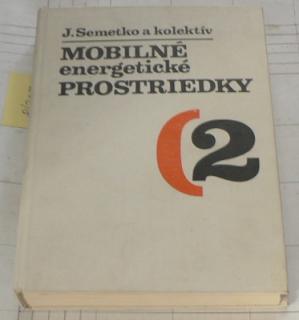 J. Semetko a kolektív
MOBILNÉ
energetické
PROSTRIEDKY
(2